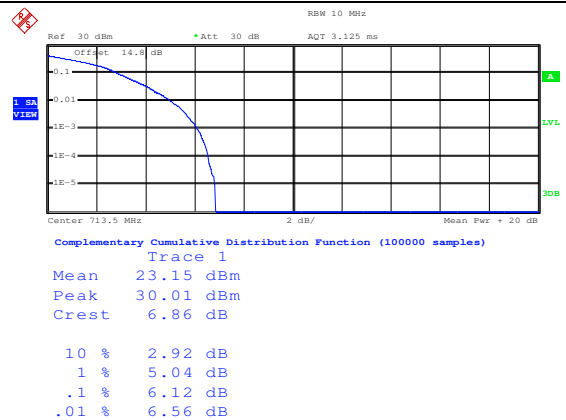 RBW 10 MHz
Ref 30 dBm *Att 30 dB AQT 3.125 ms
Offset 14.8 dB
0.1
A
0.01
1 SA
VIEW
1E-3
LVL
1E-4
1E-5
3DB
Center 713.5 MHz 2 dB/ Mean Pwr + 20 dB
Complementary Cumulative Distribution Function (100000 samples)
Trace 1
Mean 23.15 dBm
Peak 30.01 dBm
Crest 6.86 dB
10 % 2.92 dB
1 % 5.04 dB
.1 % 6.12 dB
.01 % 6.56 dB